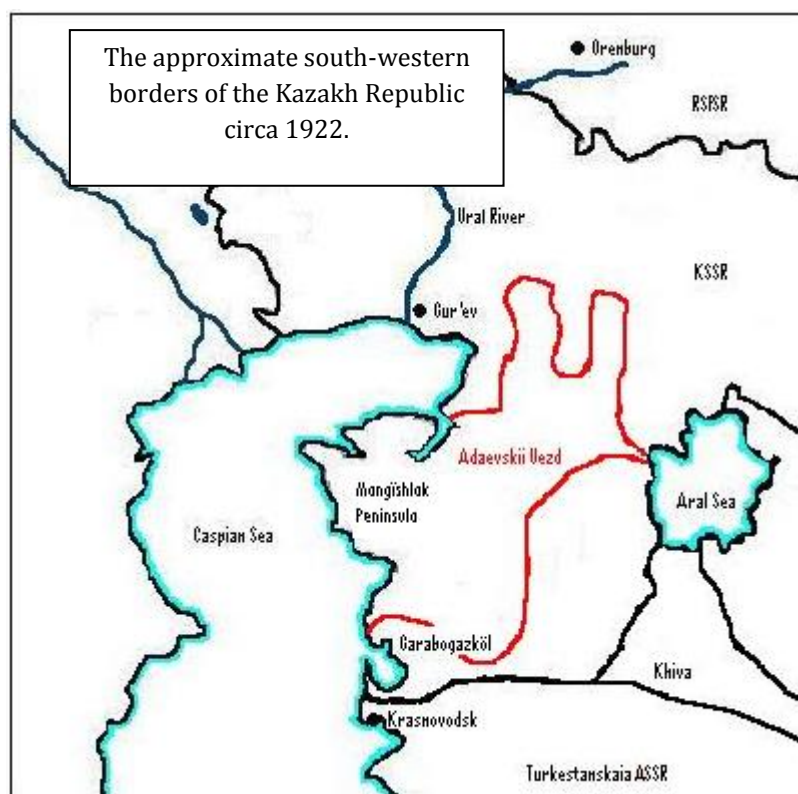 The approximate south-western
borders of the Kazakh Republic
circa 1922.
Orenburg
RSFSR
Ural River
KSSR
Gur'ev
Adaevskii Uezd
Mangïshlak
Peninsula
Aral Sea
Caspian Sea
Garabogazköl
Khiva
Krasnovodsk
Turkestanskaia ASSR